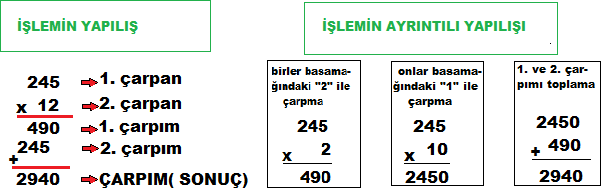 İŞLEMİN YAPILIŞ
245 1. çarpan
x 12 2. çarpan
490 1. çarpım
245 2. çarpım
+
2940 ÇARPIM( SONUÇ)
İŞLEMİN AYRINTILI YAPILIŞI
birler basama-
ğındaki "2" ile
çarpma
245
x 2
490
onlar basama-
ğındaki "1" ile
çarpma
245
x 10
2450
1. ve 2. çar-
pımı toplama
2450
+ 490
2940